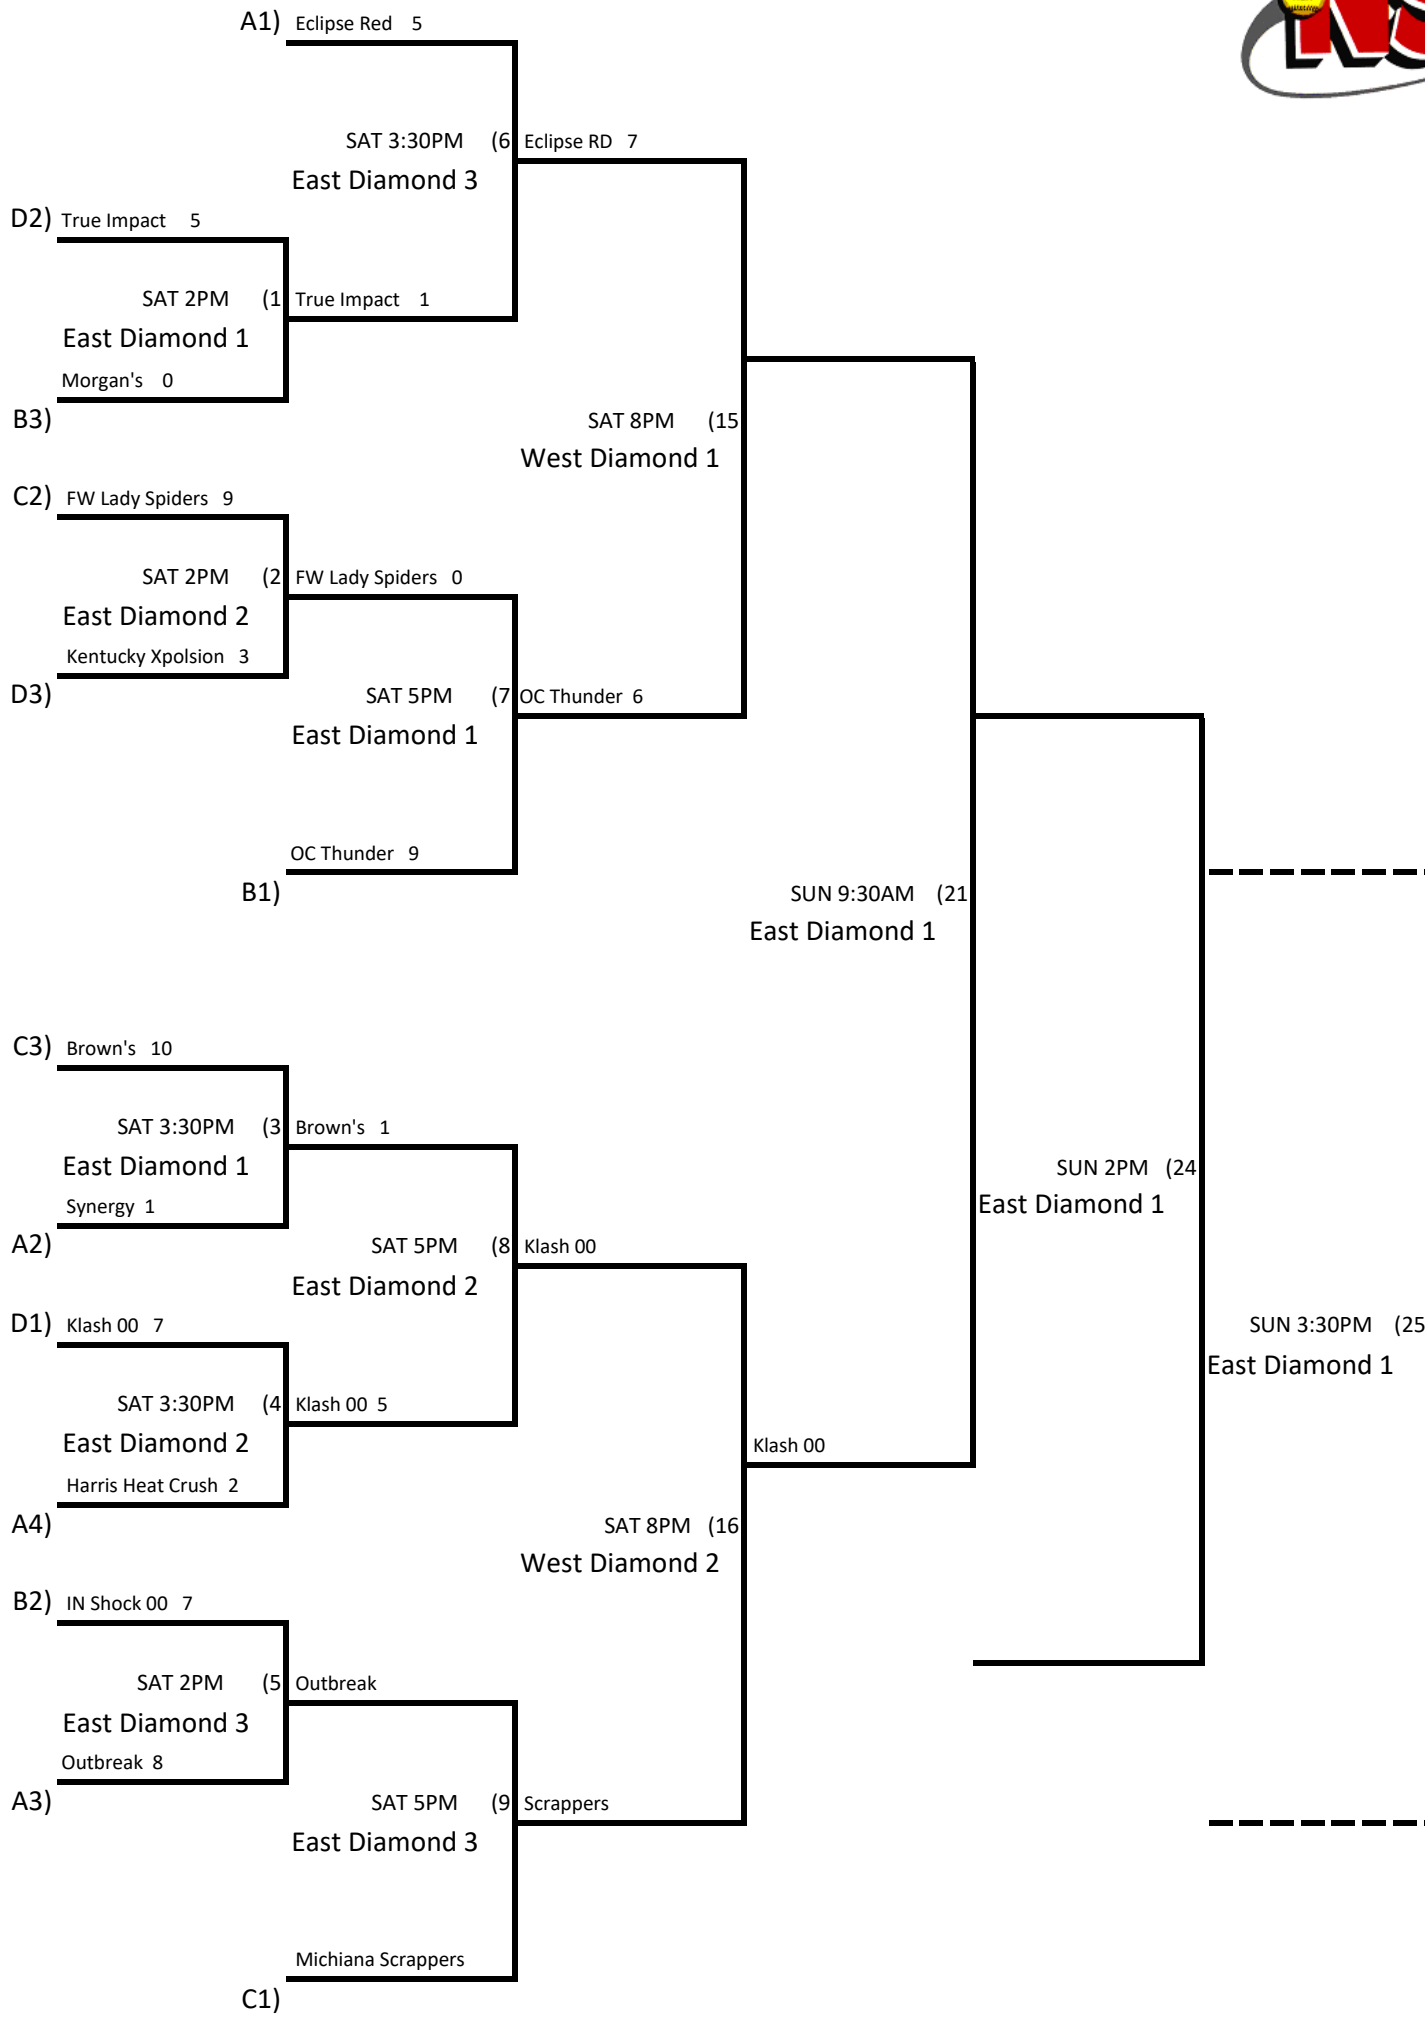 A1) Eclipse Red 5
SAT 3:30PM (6 Eclipse RD 7
East Diamond 3
D2) True Impact 5
SAT 2PM (1 True Impact 1
East Diamond 1
Morgan's 0
B3)
SAT 8PM (15
West Diamond 1
C2) FW Lady Spiders 9
SAT 2PM (2 FW Lady Spiders 0
East Diamond 2
Kentucky Xpolsion 3
D3)
SAT 5PM (7 OC Thunder 6
East Diamond 1
OC Thunder 9
B1)
SUN 9:30AM (21
East Diamond 1
C3) Brown's 10
SAT 3:30PM (3 Brown's 1
East Diamond 1
Synergy 1
A2)
SUN 2PM (24
East Diamond 1
SAT 5PM (8 Klash 00
East Diamond 2
D1) Klash 00 7
SUN 3:30PM (25
East Diamond 1
SAT 3:30PM (4 Klash 00 5
East Diamond 2
Klash 00
Harris Heat Crush 2
A4)
SAT 8PM (16
West Diamond 2
B2) IN Shock 00 7
SAT 2PM (5 Outbreak
East Diamond 3
Outbreak 8
A3)
SAT 5PM (9 Scrappers
East Diamond 3
Michiana Scrappers
C1)